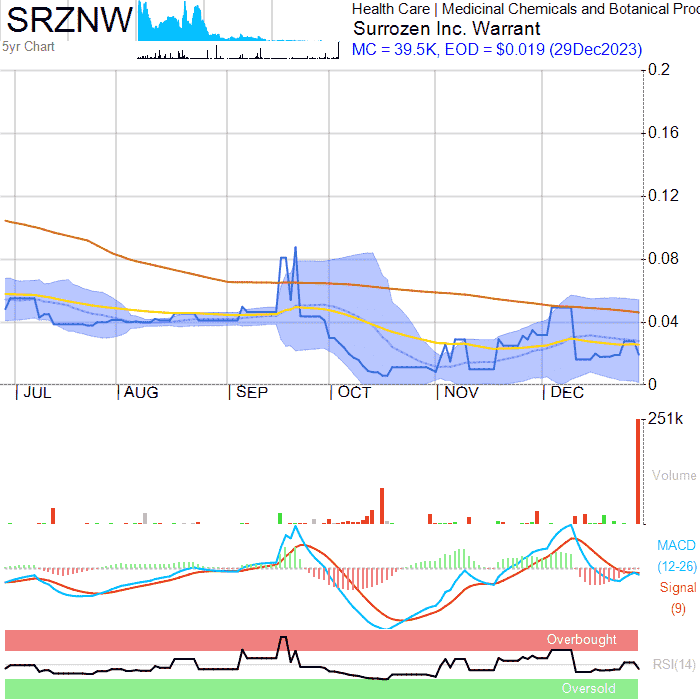 SRZNW
5yr Chart
Health Care | Medicinal Chemicals and Botanical Proc
Surrozen Inc. Warrant
MC = 39.5K, EOD = $0.019 (29Dec2023)
0.2
0.16
0.12
0.08
0.04
0
JUL
AUG
SEP
OCT
NOV
DEC
251k
Volume
MACD
(12-26)
Signal
(9)
Overbought
RSI(14)
Oversold